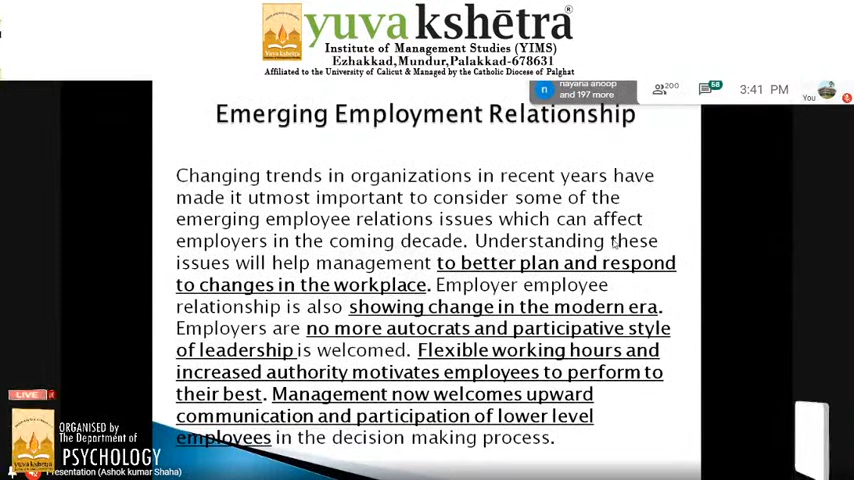 yuvakshētra®
Institute of Management Studies (YIMS)
Ezhakkad,Mundur,Palakkad-678631
Affiliated to the University of Calicut & Managed by the Catholic Diocese of Palghat
n
nayana anoop
and 197 more
200
58
3:41 PM
You
Emerging Employment Relationship
Changing trends in organizations in recent years have
made it utmost important to consider some of the
emerging employee relations issues which can affect
employers in the coming decade. Understanding these
issues will help management to better plan and respond
to changes in the workplace. Employer employee
relationship is also showing change in the modern era.
Employers are no more autocrats and participative style
of leadership is welcomed. Flexible working hours and
increased authority motivates employees to perform to
their best. Management now welcomes upward
communication and participation of lower level
employees in the decision making process.
LIVE
ORGANISED by
The Department of
PSYCHOLOGY
Presentation (Ashok kumar Shaha)